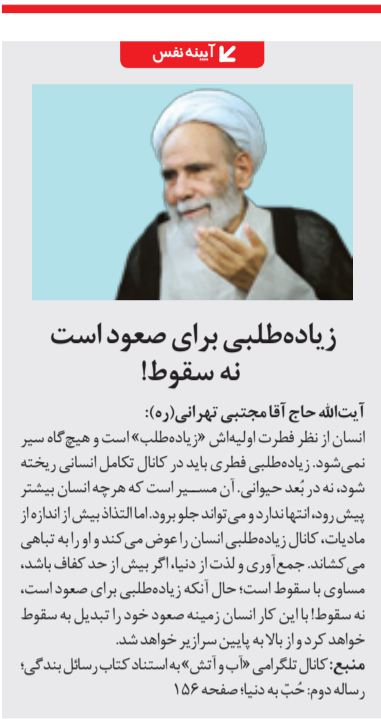 آیینه نفس
زیاده‌طلبی برای صعود است
نه سقوط!
آیت‌الله حاج آقا مجتبی تهرانی(ره):
انسان از نظر فطرت اولیه‌اش «زیاده‌طلب» است و هیچ‌گاه سیر
نمی‌شود. زیاده‌طلبی فطری باید در کانال تکامل انسانی ریخته
شود، نه در بُعد حیوانی. آن مســیر است که هرچه انسان بیشتر
پیش رود، انتها ندارد و می‌تواند جلو برود. اما التذاذ بیش از اندازه از
مادیات، کانال زیاده‌طلبی انسان را عوض می‌کند و او را به تباهی
می‌کشاند. جمع‌آوری و لذت از دنیا، اگر بیش از حد کفاف باشد،
مساوی با سقوط است؛ حال آنکه زیاده‌طلبی برای صعود است،
نه سقوط! با این کار انسان زمینه صعود خود را تبدیل به سقوط
خواهد کرد و از بالا به پایین سرازیر خواهد شد.
منبع: کانال تلگرامی «آب و آتش» به استناد کتاب رسائل بندگی؛
رساله دوم: حُبّ به دنیا؛ صفحه ۱۵۶